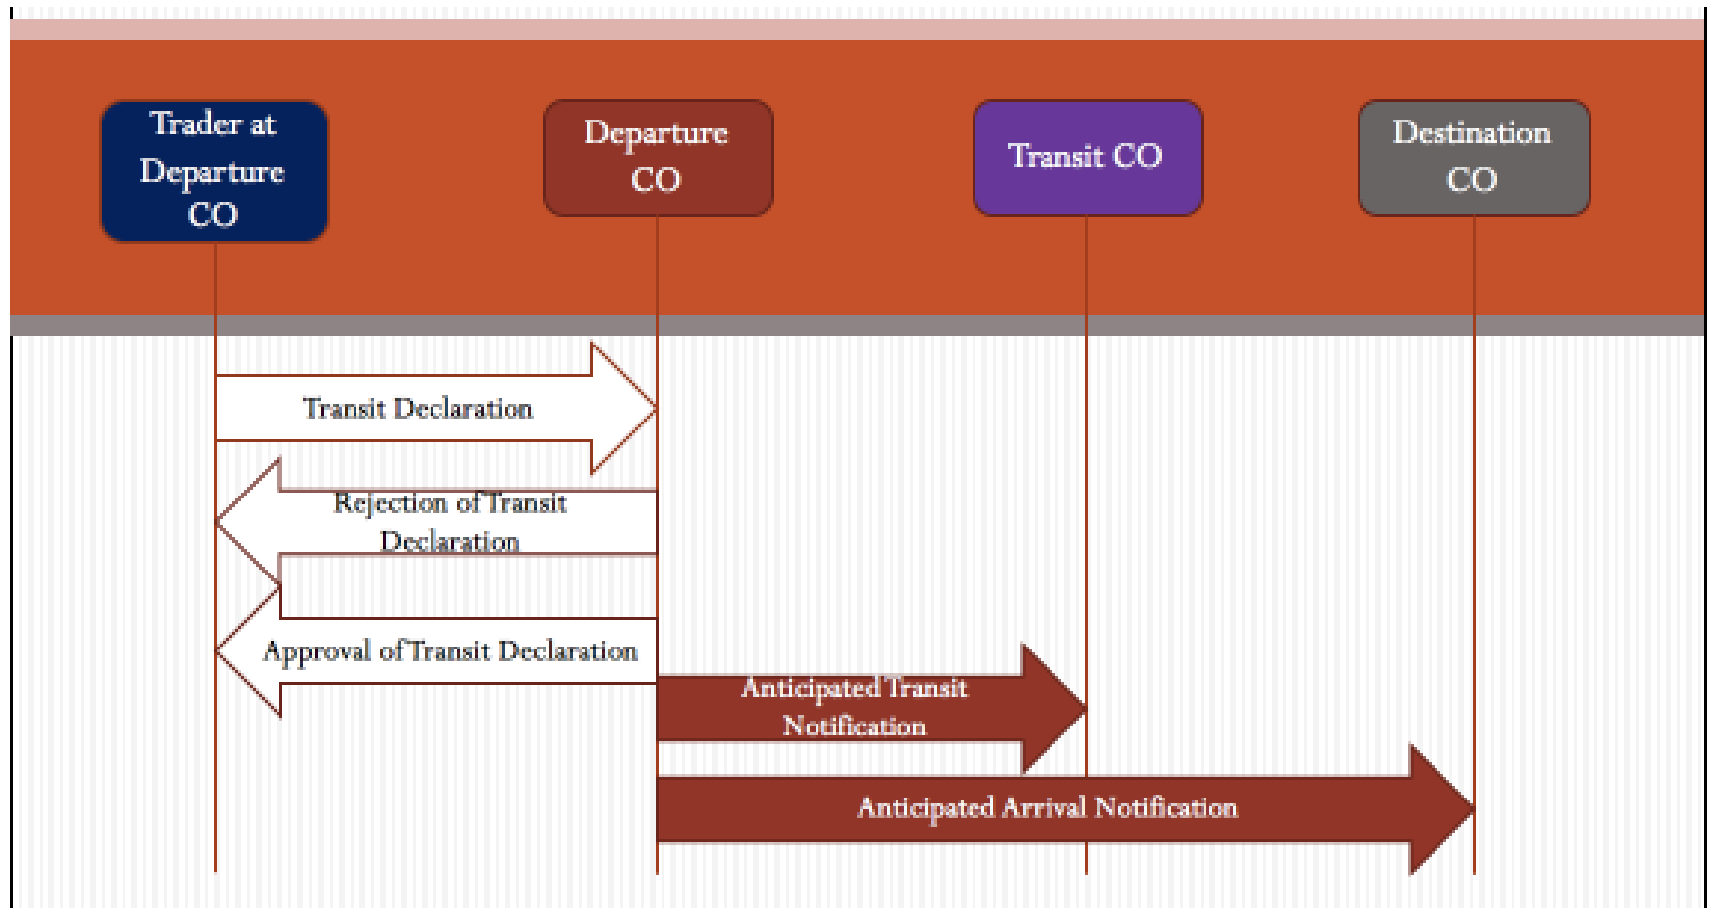 Trader at
Departure
CO
Departure
CO
Transit CO
Destination
CO
Transit Declaration
Rejection of Transit
Declaration
Approval of Transit Declaration
Anticipated Transit
Notification
Anticipated Arrival Notification